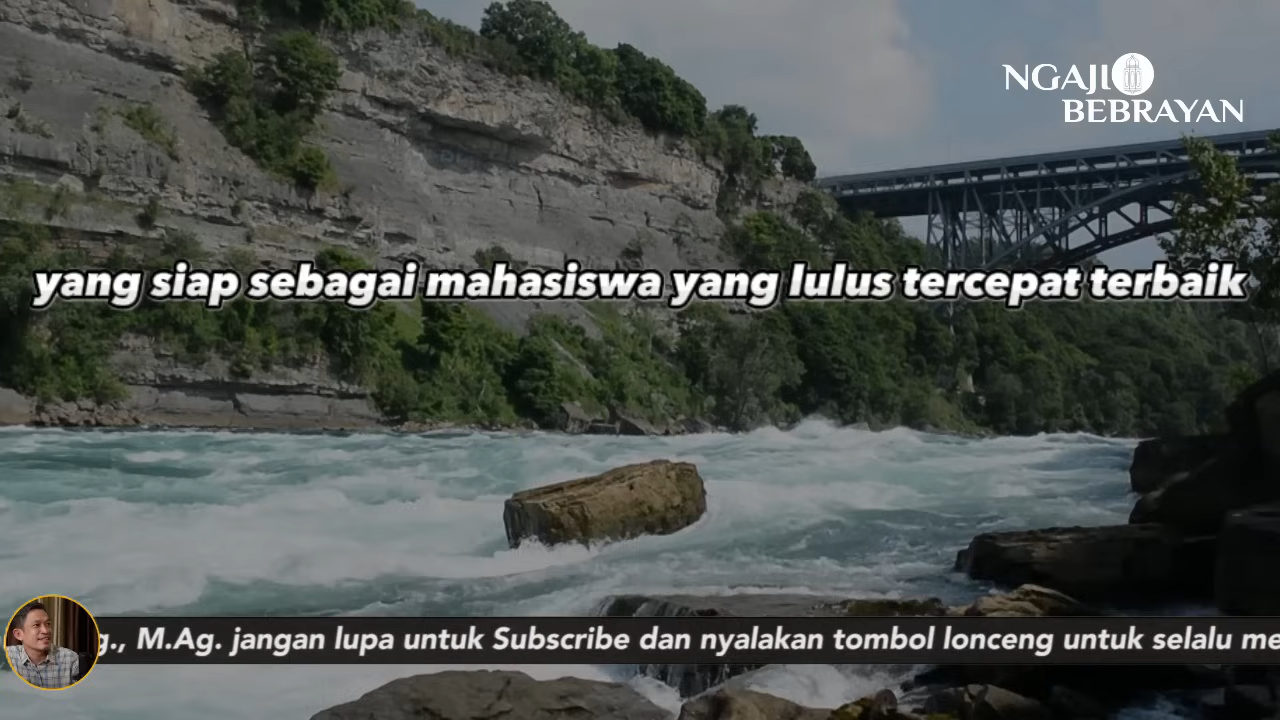 NGAJI
BEBRAYAN
yang siap sebagai mahasiswa yang lulus tercepat terbaik
g., M.Ag. jangan lupa untuk Subscribe dan nyalakan tombol lonceng untuk selalu me